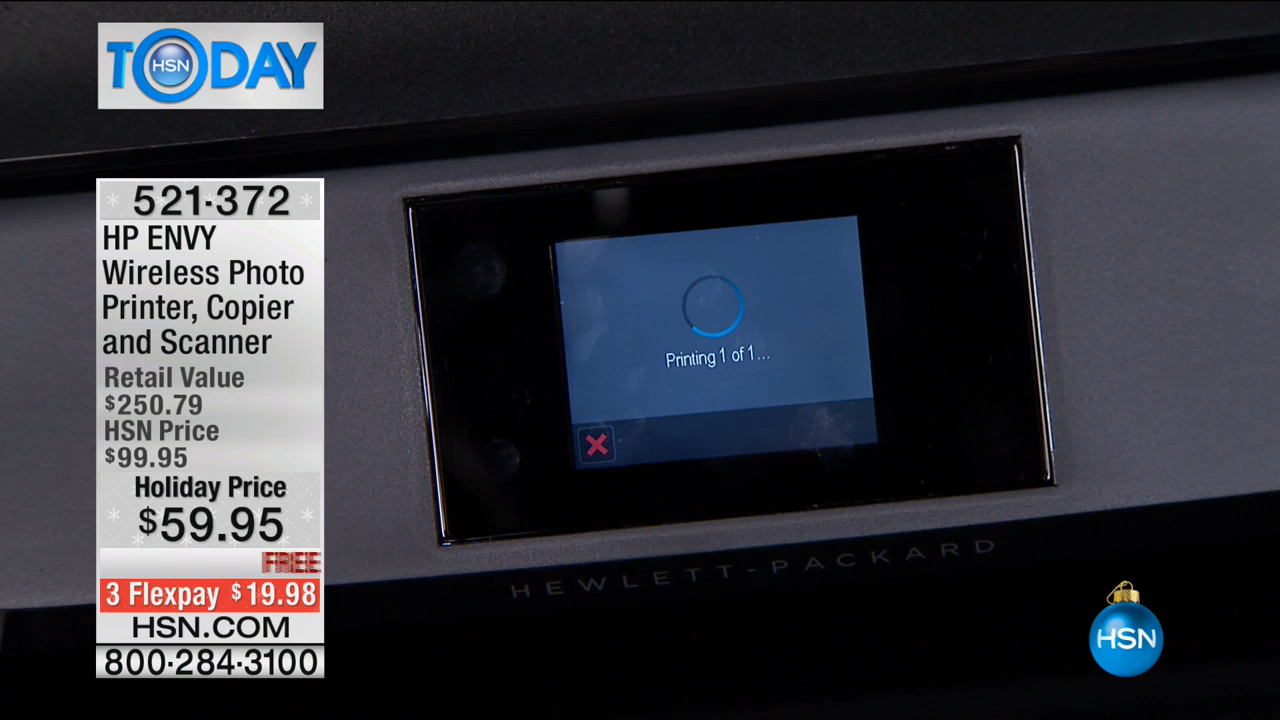 TODAY
HSN
521·372
HP ENVY
Wireless Photo
Printer, Copier
and Scanner
Retail Value
$250.79
HSN Price
$99.95
Holiday Price
$59.95
FREE
3 Flexpay $19.98
HSN.COM
800·284·3100
Printing 1 of 1...
HEWLETT-PACKARD
HSN